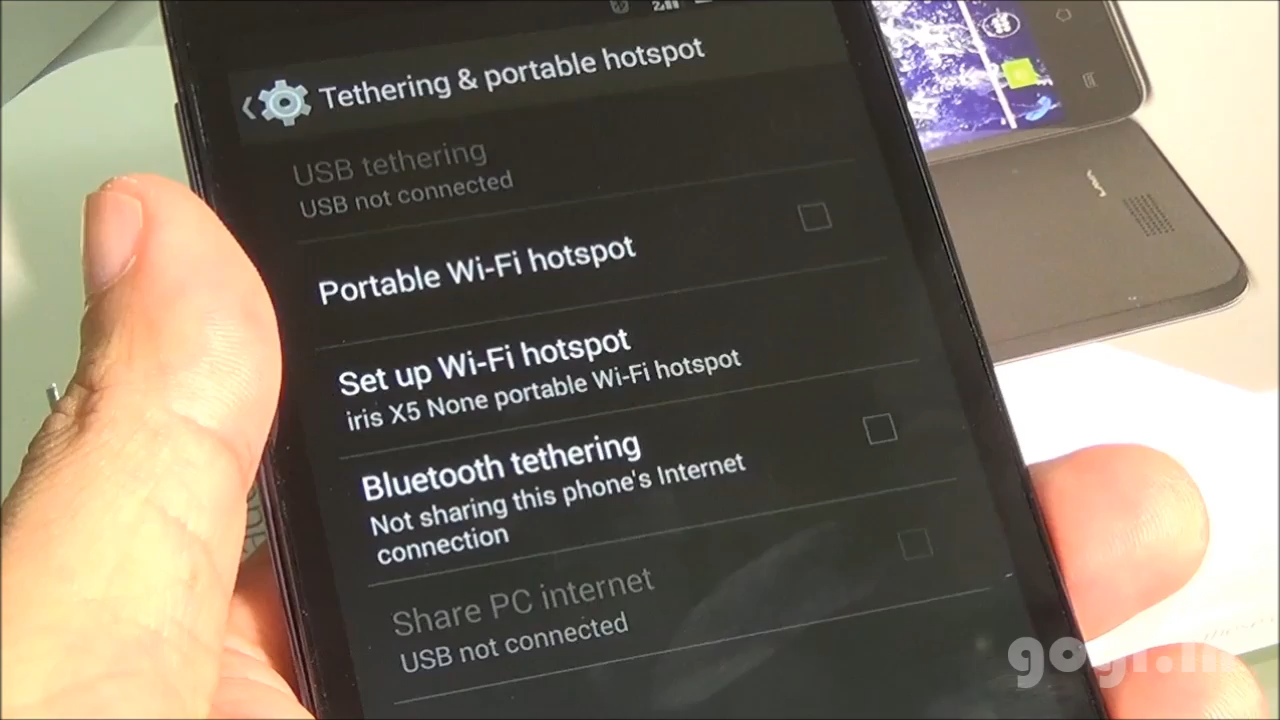 Tethering & portable hotspot
USB tethering
USB not connected
Portable Wi-Fi hotspot
Set up Wi-Fi hotspot
iris X5 None portable Wi-Fi hotspot
Bluetooth tethering
Not sharing this phone's Internet
connection
Share PC internet
USB not connected
gogi.in